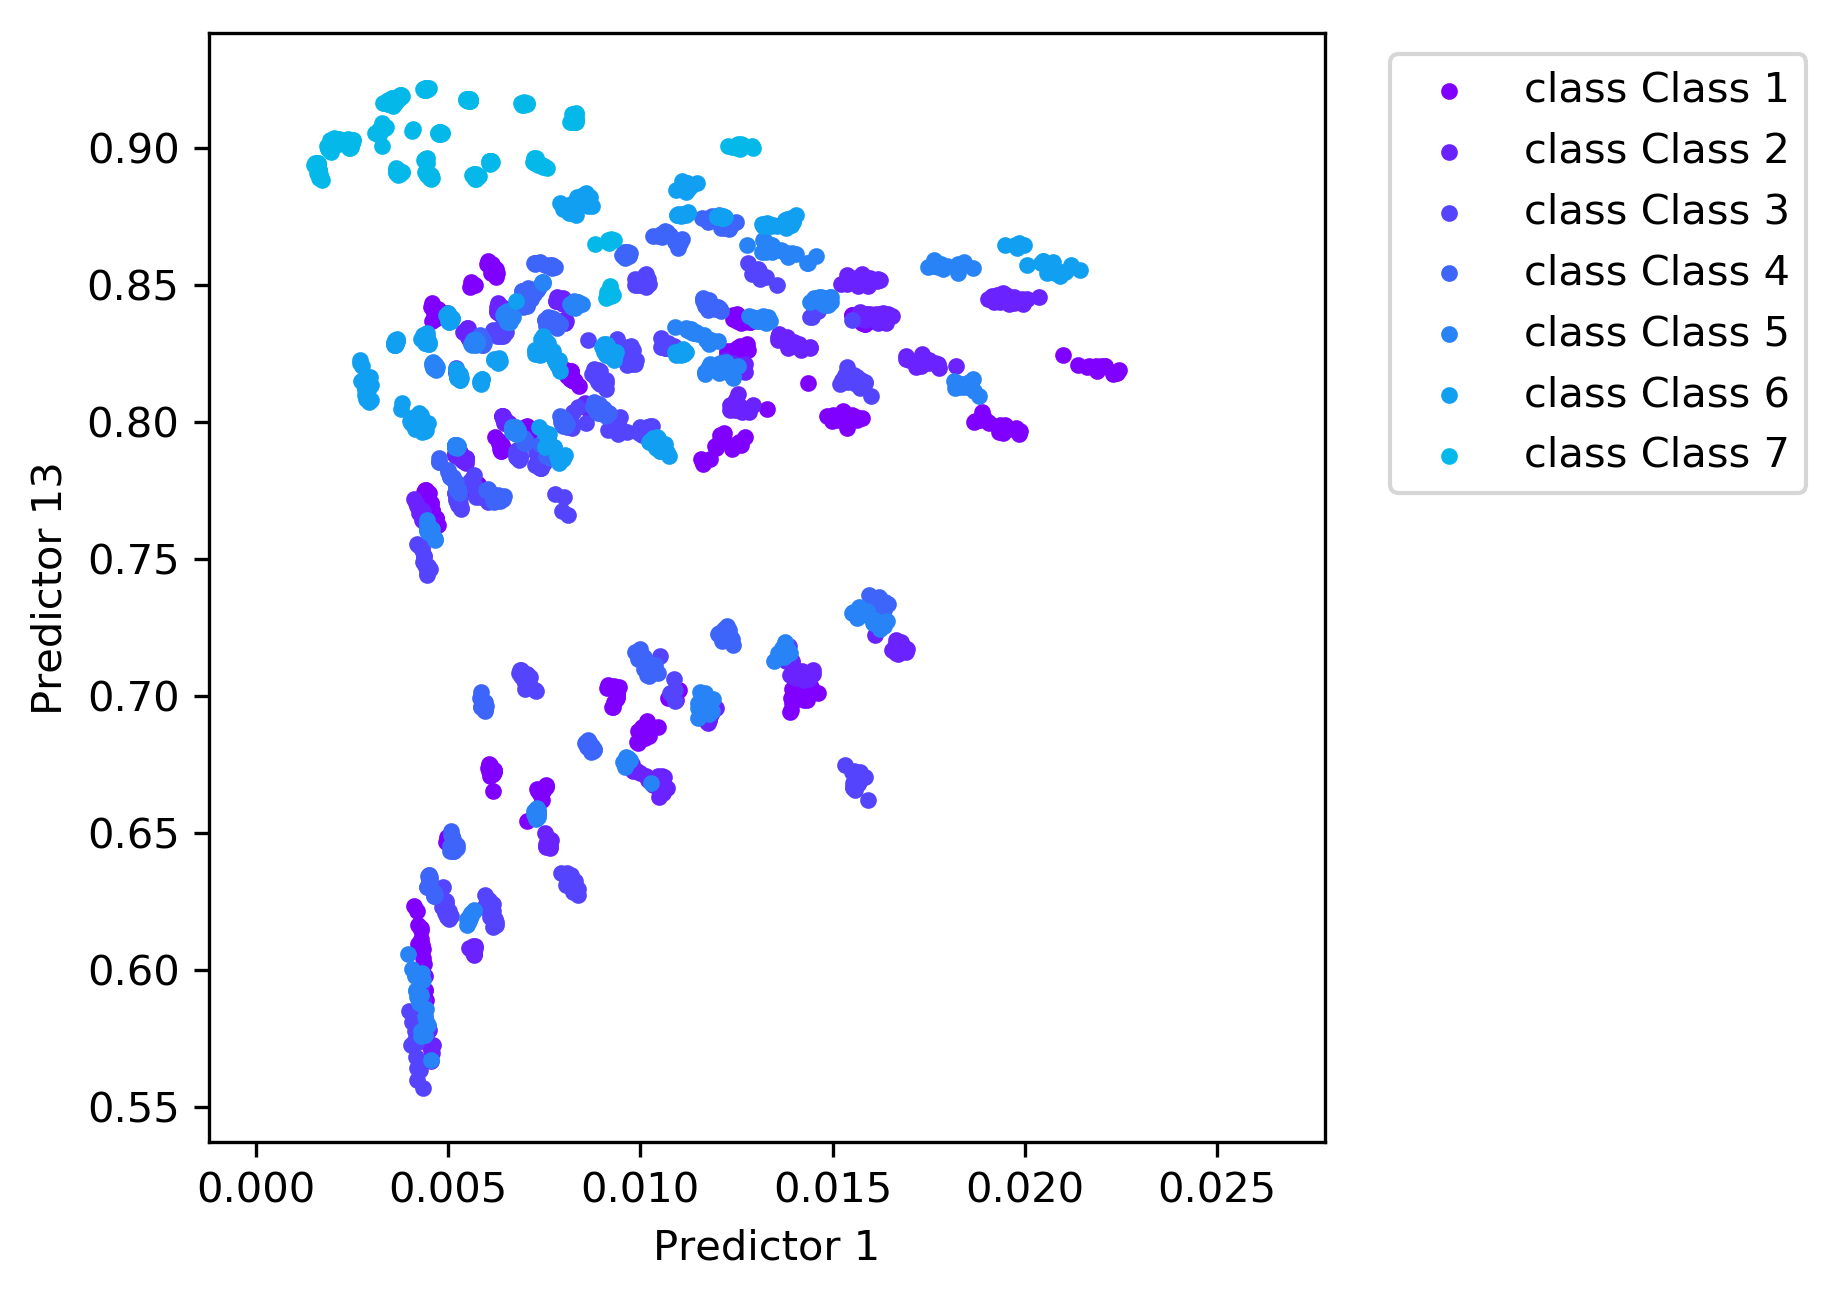 0.90
0.85
0.80
0.75
0.70
0.65
0.60
0.55
Predictor 13
0.000 0.005 0.010 0.015 0.020 0.025
Predictor 1
class Class 1
class Class 2
class Class 3
class Class 4
class Class 5
class Class 6
class Class 7